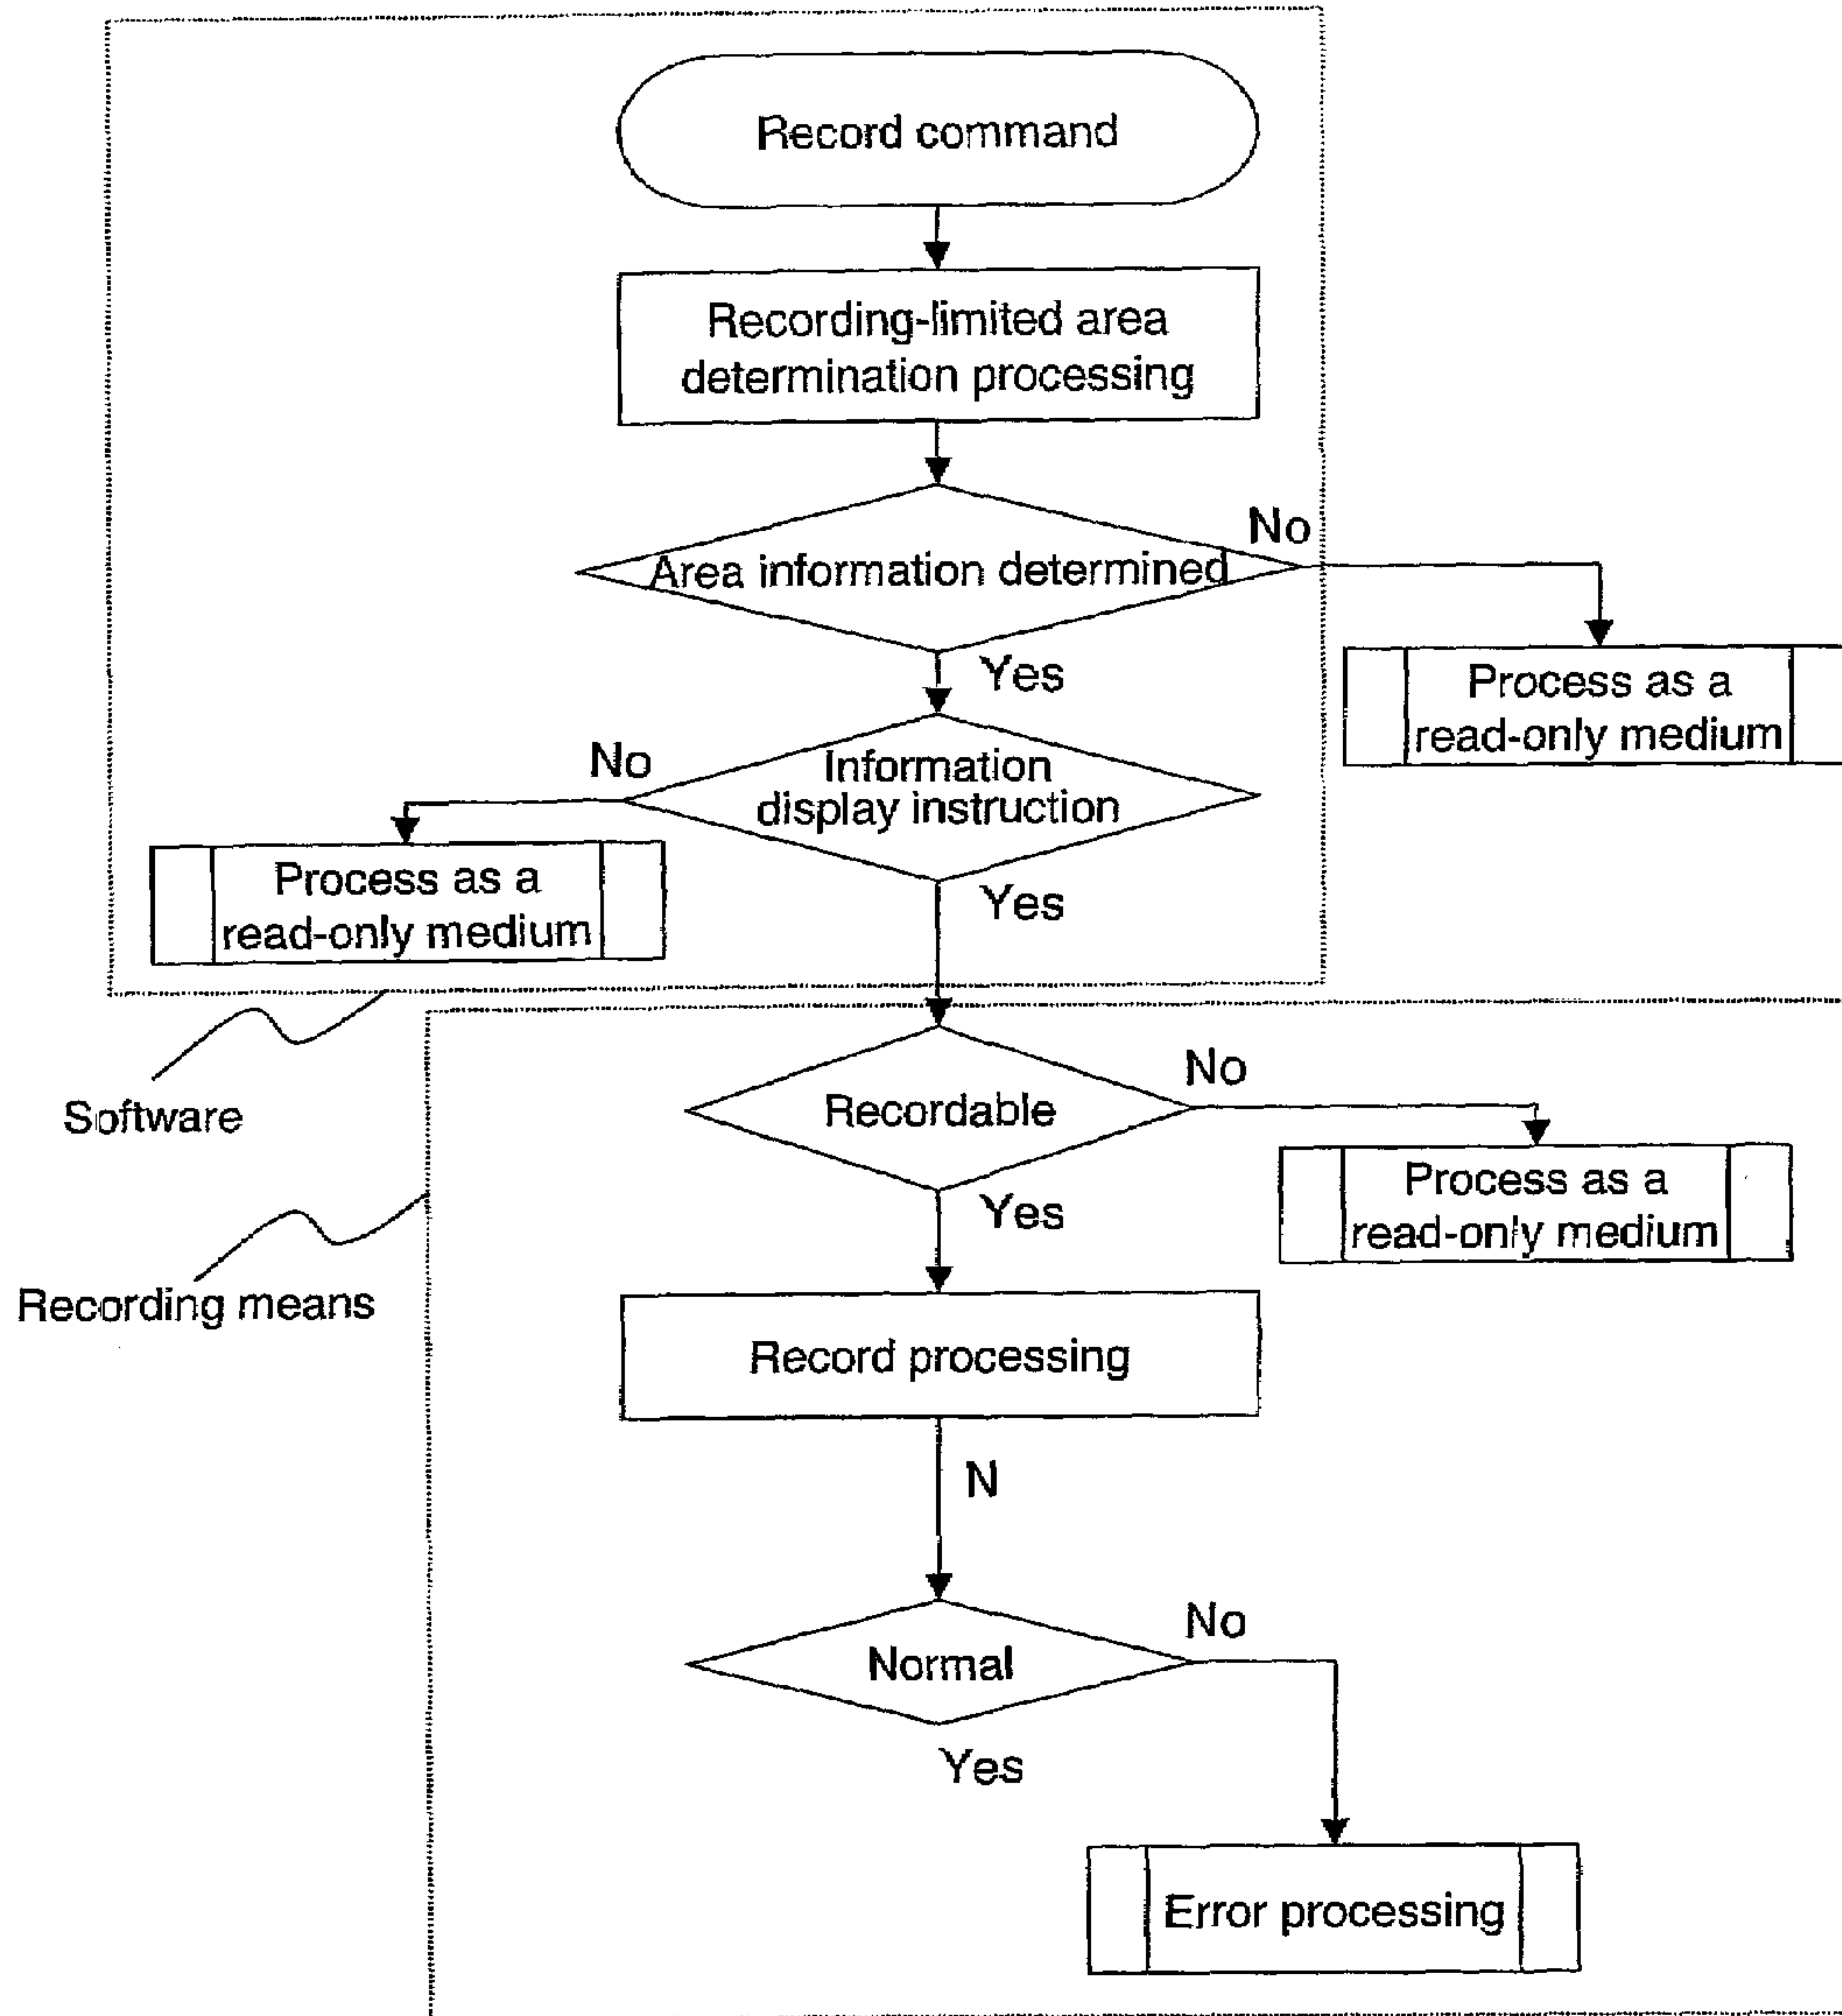 Record command
Recording-limited area
determination processing
No
Area information determined
Yes
Process as a
read-only medium
No
Information
display instruction
Process as a
read-only medium
Yes
Software
No
Recordable
Process as a
read-only medium
Yes
Recording means
Record processing
N
No
Normal
Yes
Error processing